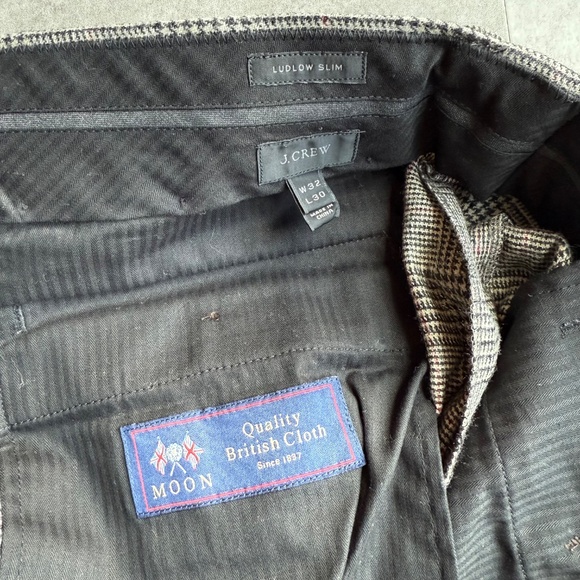 LUDLOW SLIM
J.CREW
W32
L30
MADE IN
CHINA
Quality
British Cloth
Since 1837
MOON